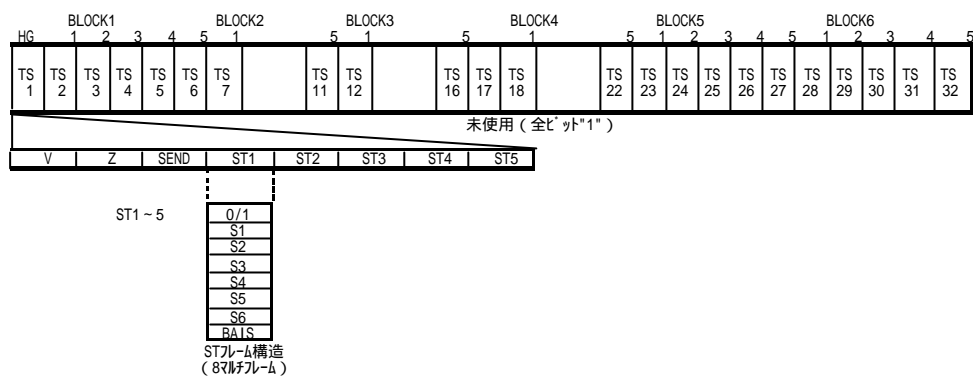 BLOCK1 BLOCK2 BLOCK3 BLOCK4 BLOCK5 BLOCK6
HG 1 2 3 4 5 1 5 1 5 1 5 1 2 3 4 5 1 2 3 4 5
TS 1 TS 2 TS 3 TS 4 TS 5 TS 6 TS 7 TS 11 TS 12 TS 16 TS 17 TS 18 TS 22 TS 23 TS 24 TS 25 TS 26 TS 27 TS 28 TS 29 TS 30 TS 31 TS 32
未使用(全ﾋﾞｯﾄ"1")
V Z SEND ST1 ST2 ST3 ST4 ST5
ST1~5
0/1
S1
S2
S3
S4
S5
S6
BAIS
STﾌﾚｰﾑ構造
(8ﾏﾙﾁﾌﾚｰﾑ)